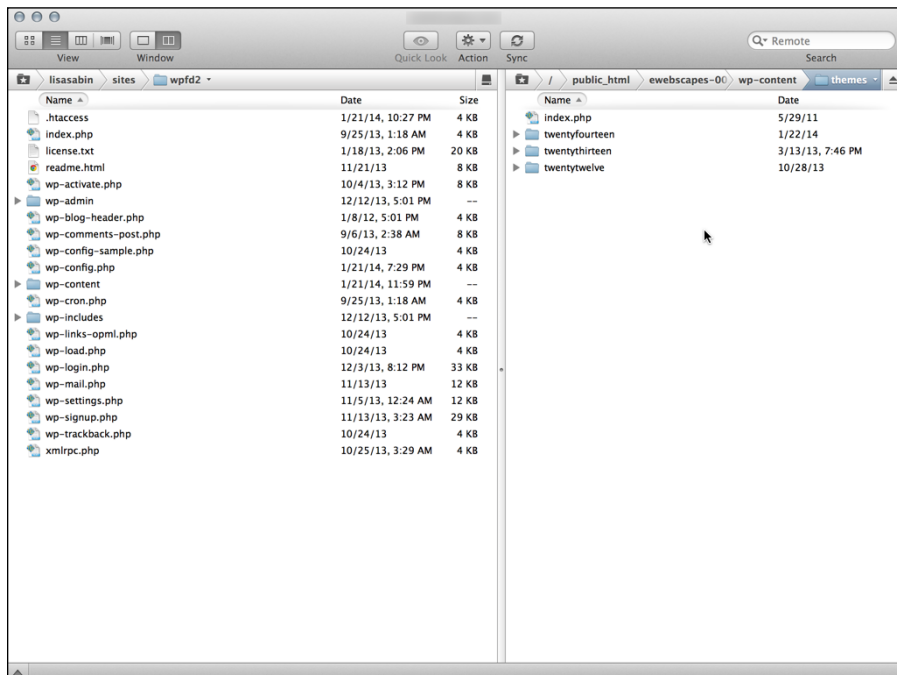 View Window Quick Look Action Sync Remote Search
lisasabin sites wpfd2
Name Date Size
.htaccess 1/21/14, 10:27 PM 4 KB
index.php 9/25/13, 1:18 AM 4 KB
license.txt 1/18/13, 2:06 PM 20 KB
readme.html 11/21/13 8 KB
wp-activate.php 10/4/13, 3:12 PM 8 KB
wp-admin 12/12/13, 5:01 PM --
wp-blog-header.php 1/8/12, 5:01 PM 4 KB
wp-comments-post.php 9/6/13, 2:38 AM 8 KB
wp-config-sample.php 10/24/13 4 KB
wp-config.php 1/21/14, 7:29 PM 4 KB
wp-content 1/21/14, 11:59 PM --
wp-cron.php 9/25/13, 1:18 AM 4 KB
wp-includes 12/12/13, 5:01 PM --
wp-links-opml.php 10/24/13 4 KB
wp-load.php 10/24/13 4 KB
wp-login.php 12/3/13, 8:12 PM 33 KB
wp-mail.php 11/13/13 12 KB
wp-settings.php 11/5/13, 12:24 AM 12 KB
wp-signup.php 11/13/13, 3:23 AM 29 KB
wp-trackback.php 10/24/13 4 KB
xmlrpc.php 10/25/13, 3:29 AM 4 KB
/ public_html ewebscapes-00 wp-content themes
Name Date
index.php 5/29/11
twentyfourteen 1/22/14
twentythirteen 3/13/13, 7:46 PM
twentytwelve 10/28/13